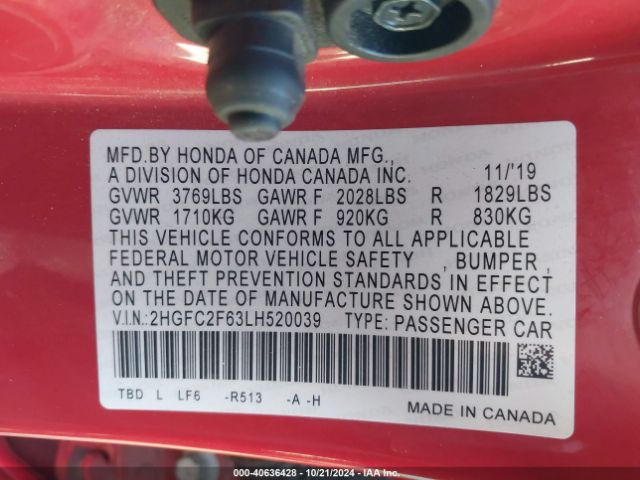 MFD.BY HONDA OF CANADA MFG.,
A DIVISION OF HONDA CANADA INC. 11/'19
GVWR 3769LBS GAWR F 2028LBS R 1829LBS
GVWR 1710KG GAWR F 920KG R 830KG
THIS VEHICLE CONFORMS TO ALL APPLICABLE
FEDERAL MOTOR VEHICLE SAFETY , BUMPER ,
AND THEFT PREVENTION STANDARDS IN EFFECT
ON THE DATE OF MANUFACTURE SHOWN ABOVE.
V.I.N.:2HGFC2F63LH520039 TYPE: PASSENGER CAR
TBD L LF6 -R513 -A -H
MADE IN CANADA
000-40636428 - 10/21/2024 - IAA Inc.